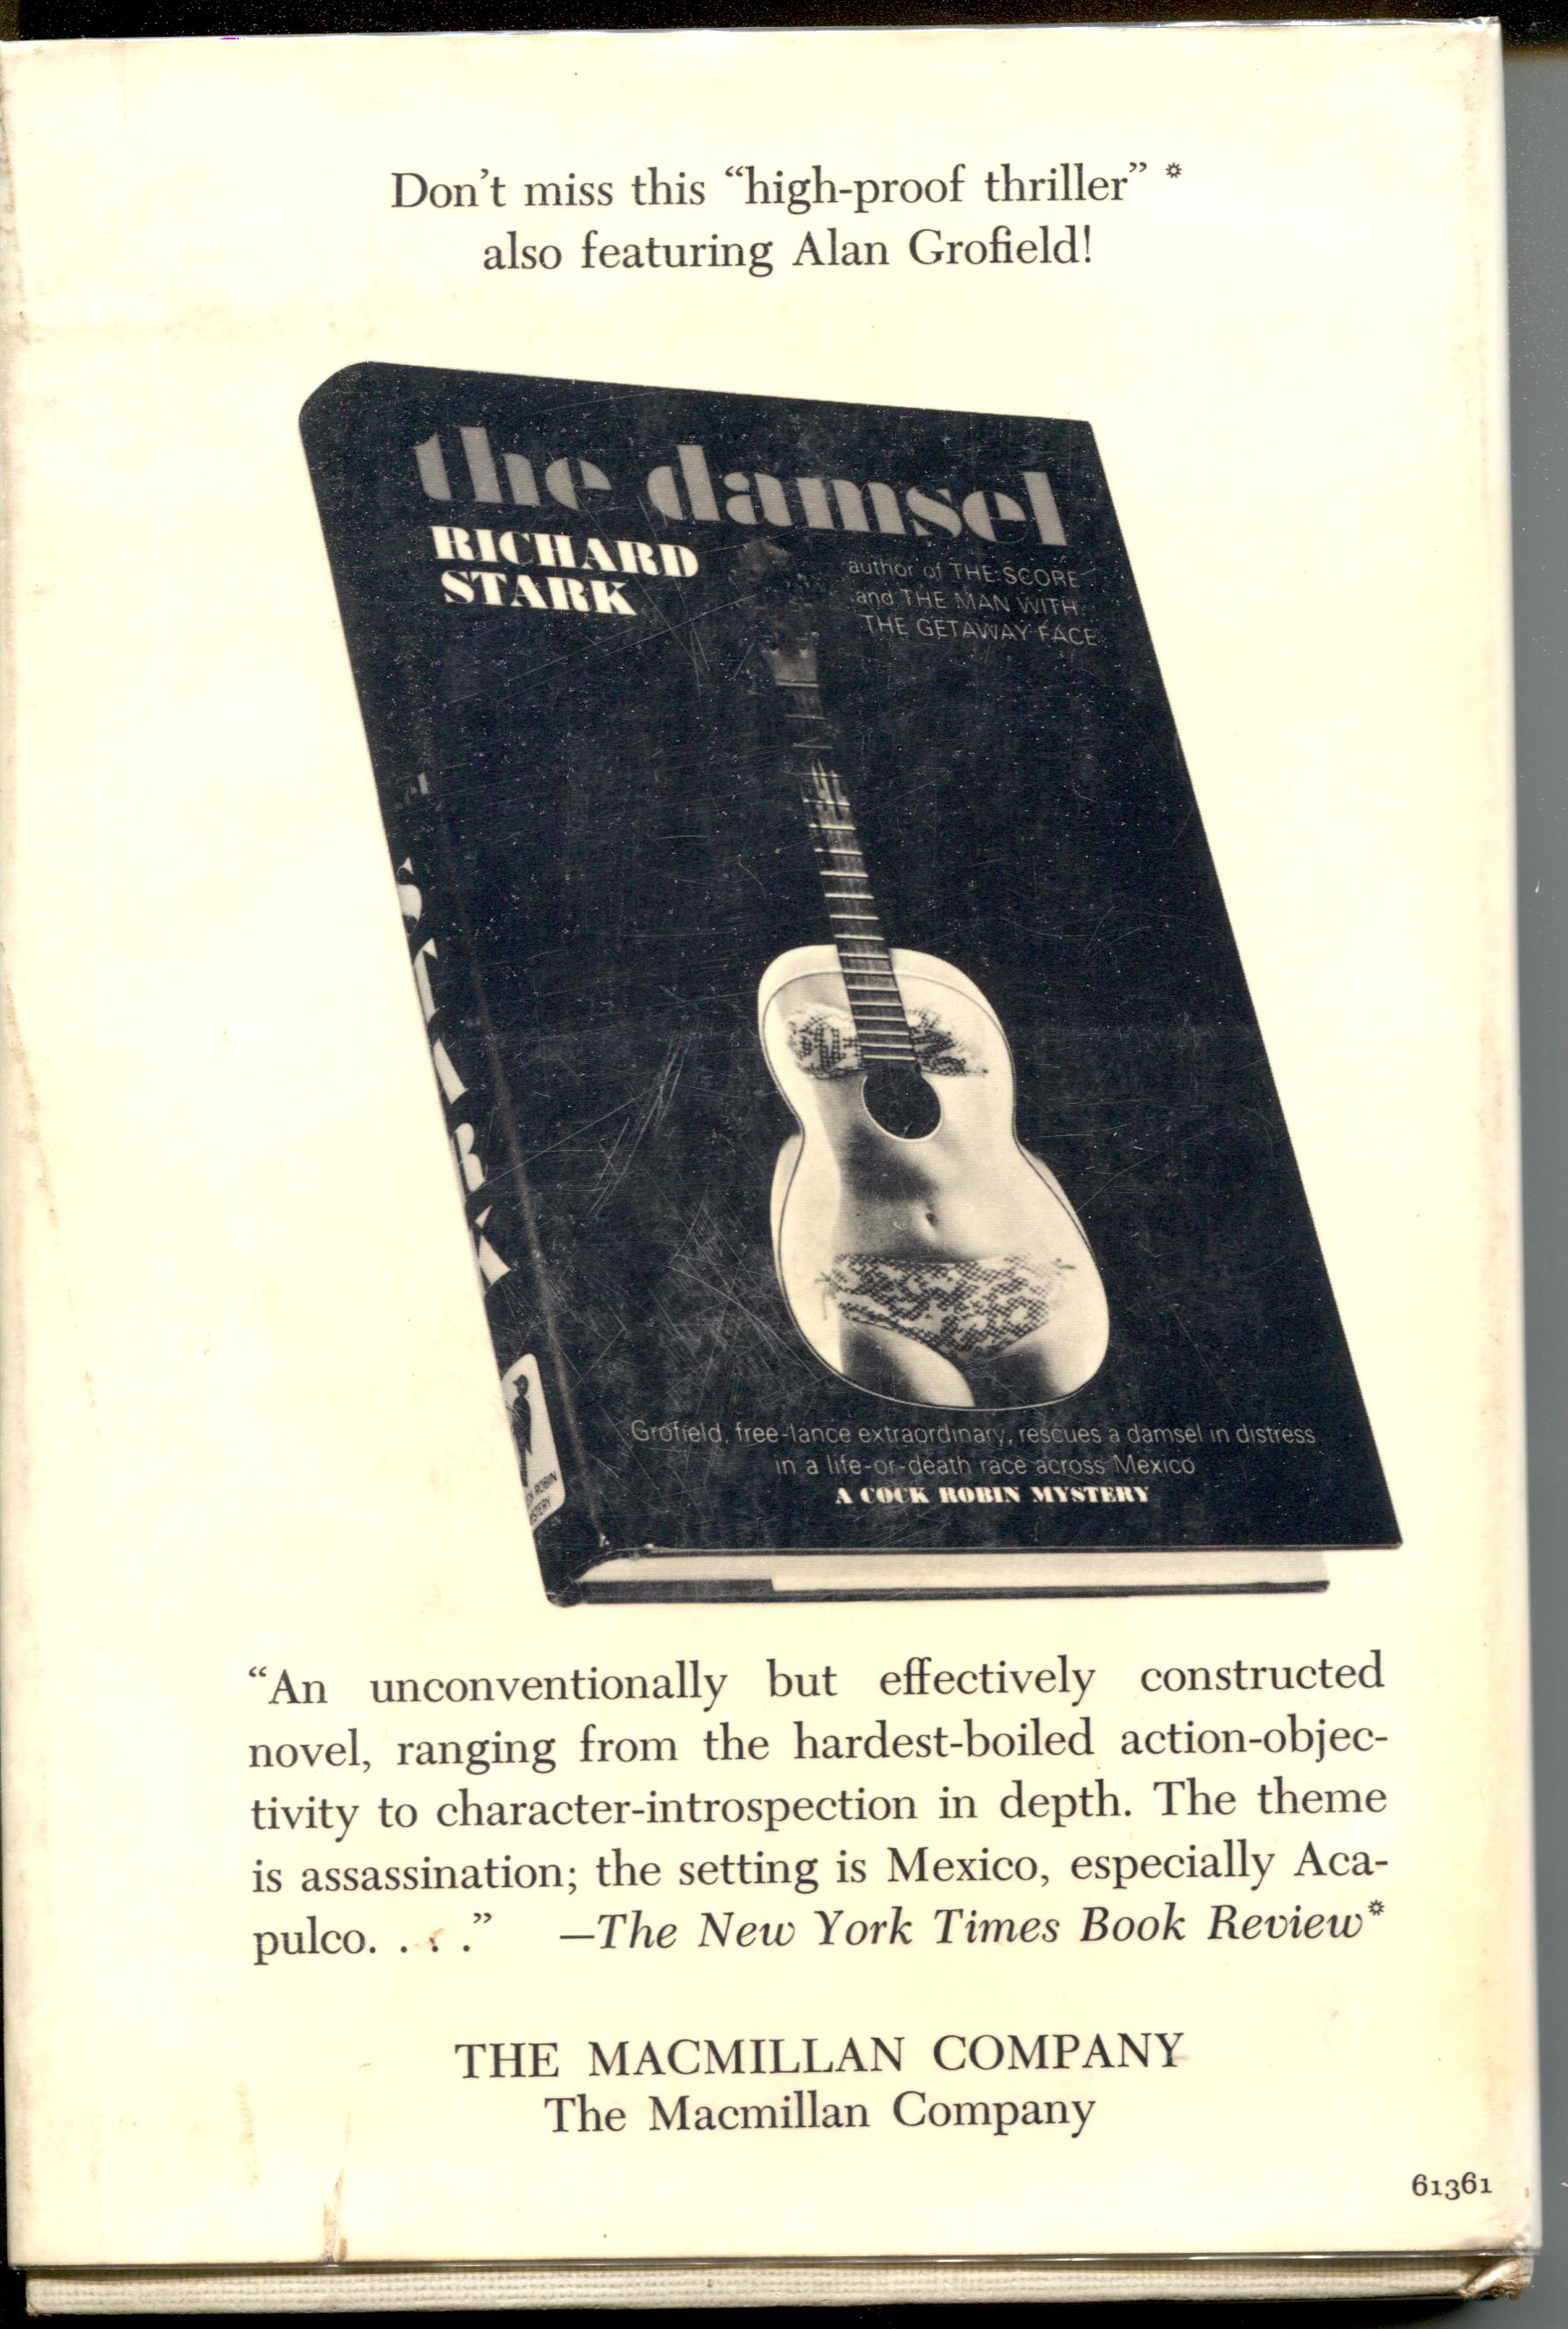 Don't miss this “high-proof thriller” *
also featuring Alan Grofield!
the damsel
RICHARD
STARK
author of THE SCORE
and THE MAN WITH
THE GETAWAY FACE
STARK
Grofield, free-lance extraordinary, rescues a damsel in distress
in a life-or-death race across Mexico
A COCK ROBIN MYSTERY
ROBIN
“An unconventionally but effectively constructed
novel, ranging from the hardest-boiled action-objec-
tivity to character-introspection in depth. The theme
is assassination; the setting is Mexico, especially Aca-
pulco. . . .” —The New York Times Book Review*
THE MACMILLAN COMPANY
The Macmillan Company
61361